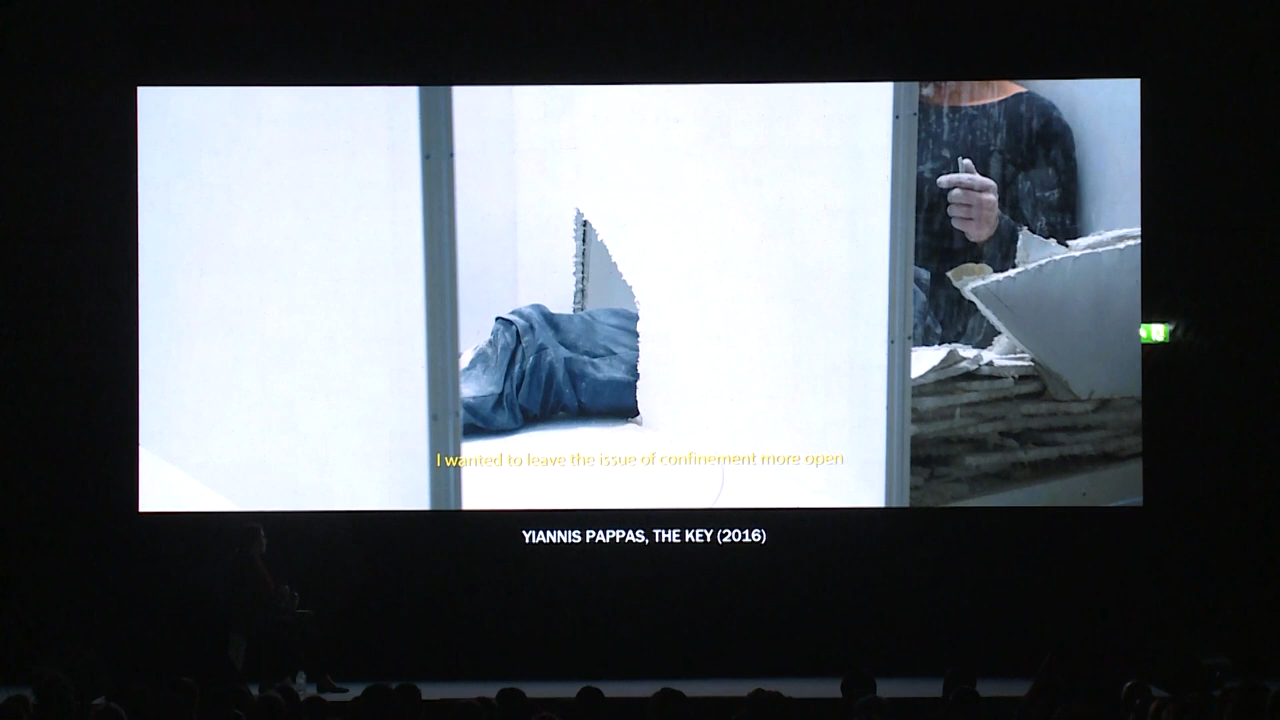 I wanted to leave the issue of confinement more open
YIANNIS PAPPAS, THE KEY (2016)